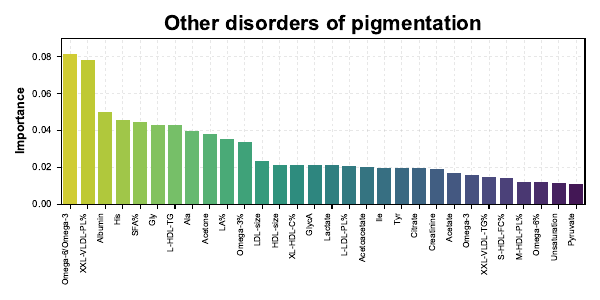 Other disorders of pigmentation
Importance
0.08
0.06
0.04
0.02
0.00
Omega-6/Omega-3
XXL-VLDL-PL%
Albumin
His
SFA%
Gly
L-HDL-TG
Ala
Acetone
LA%
Omega-3%
LDL-size
HDL-size
XL-HDL-C%
GlycA
Lactate
L-LDL-PL%
Acetoacetate
Ile
Tyr
Citrate
Creatinine
Acetate
Omega-3
XXL-VLDL-TG%
S-HDL-FC%
M-HDL-PL%
Omega-6%
Unsaturation
Pyruvate